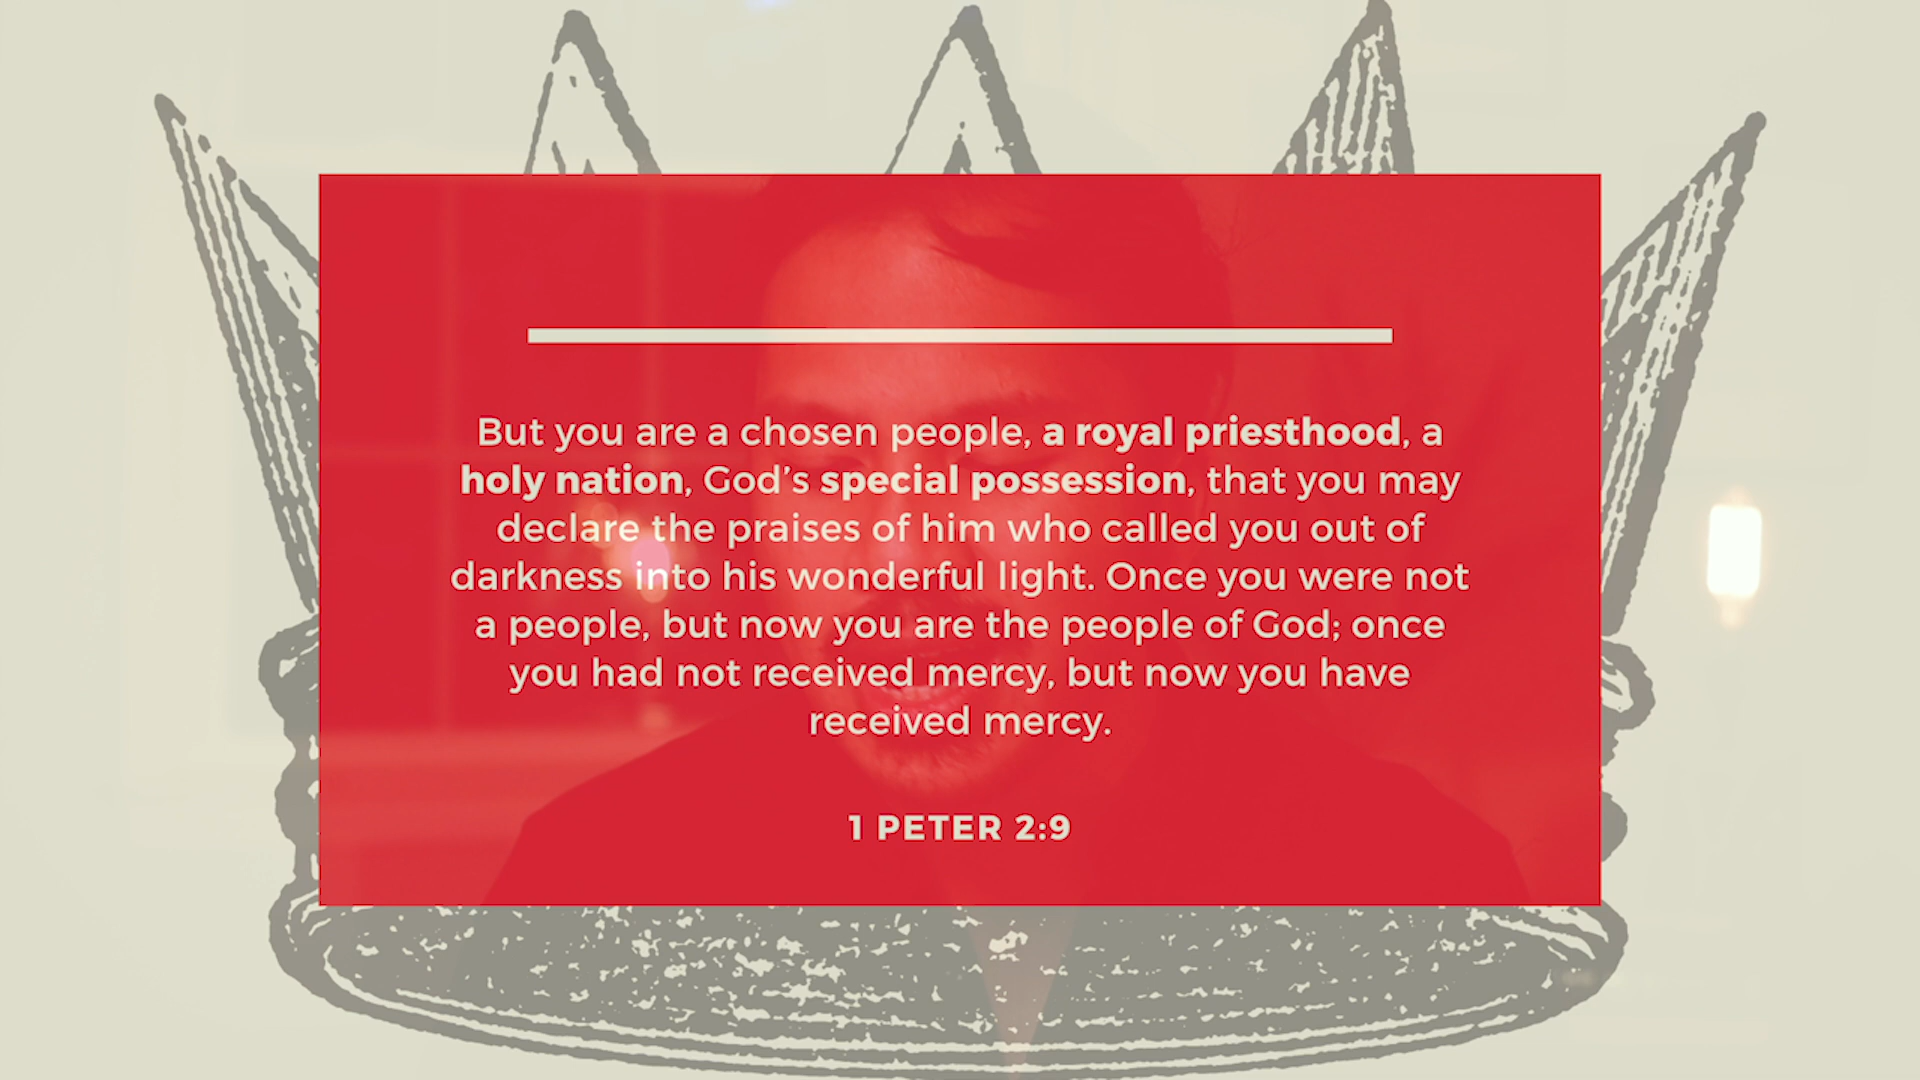 But you are a chosen people, a royal priesthood, a
holy nation, God’s special possession, that you may
declare the praises of him who called you out of
darkness into his wonderful light. Once you were not
a people, but now you are the people of God; once
you had not received mercy, but now you have
received mercy.
1 PETER 2:9